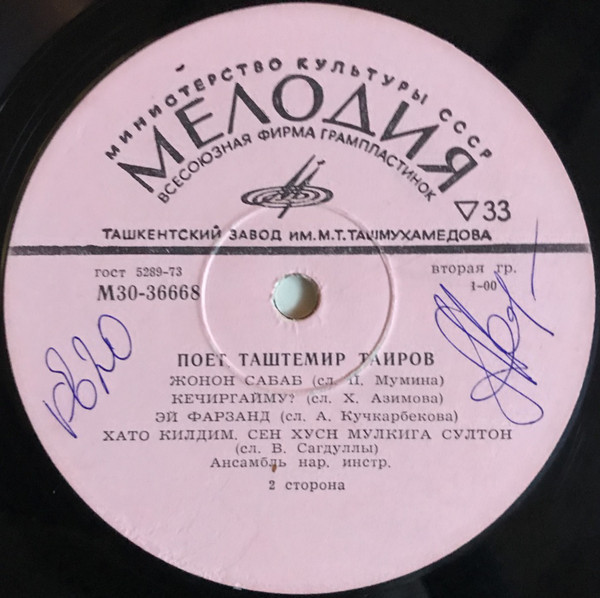 МИНИСТЕРСТВО КУЛЬТУРЫ СССР
МЕЛОДИЯ
ВСЕСОЮЗНАЯ ФИРМА ГРАМПЛАСТИНОК
▽33
ТАШКЕНТСКИЙ ЗАВОД ИМ. М.Т. ТАШМУХАМЕДОВА
гост 5289-73
вторая гр.
М30-36668
1-00
ПОЕТ ТАШТЕМИР ТАИРОВ
ЖОНОН САБАБ (сл. П. Мумина)
КЕЧИРГАЙМУ? (сл. Х. Азимова)
ЭЙ ФАРЗАНД (сл. А. Кучкарбекова)
ХАТО КИЛДИМ, СЕН ХУСН МУЛКИГА СУЛТОН
(сл. В. Сагдуллы)
Ансамбль нар. инстр.
2 сторона